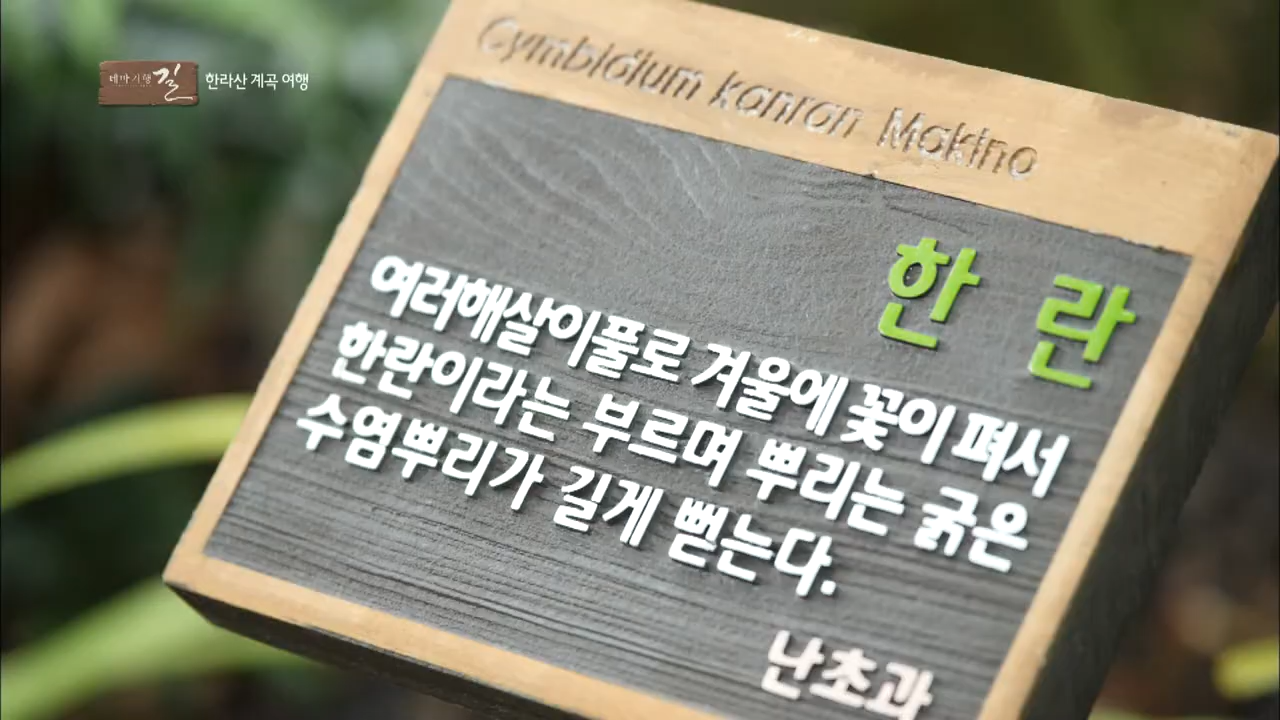 테마기행 길 한라산 계곡 여행
Cymbidium kanran Makino
한 란
여러해살이풀로 겨울에 꽃이 펴서
한란이라는 부르며 뿌리는 굵은
수염뿌리가 길게 뻗는다.
난초과